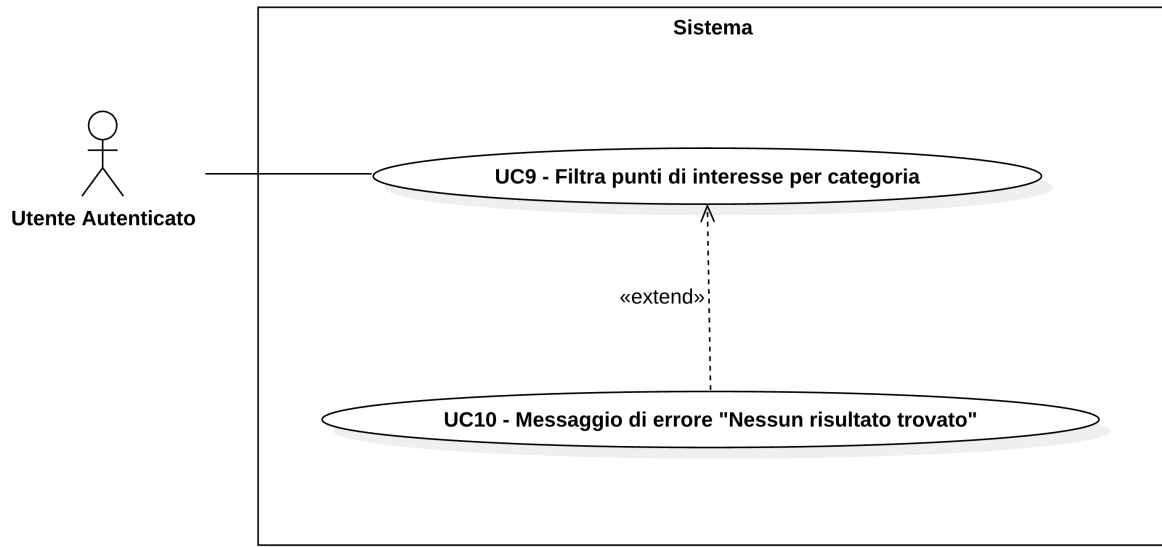 Sistema
UC9 - Filtra punti di interesse per categoria
Utente Autenticato
«extend»
UC10 - Messaggio di errore "Nessun risultato trovato"